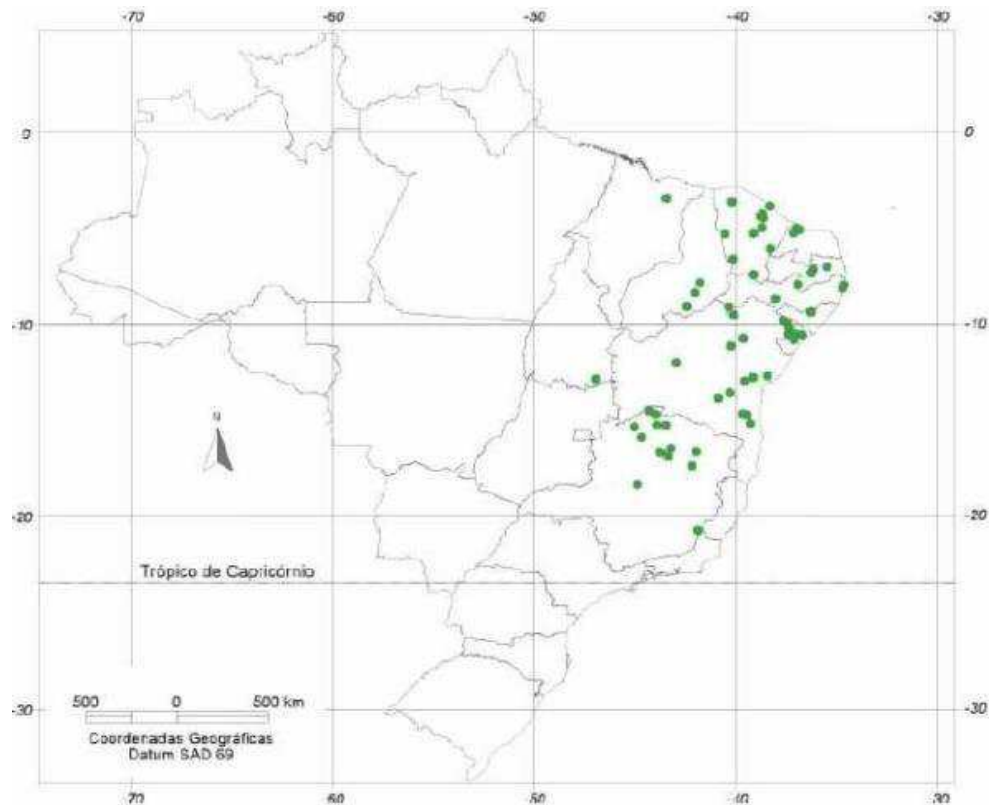 -70 -60 -50 -40 -30
0 0
-10 -10
N
-20 -20
Trópico de Capricórnio
500 0 500 km
-30 -30
Coordenadas Geográficas
Datum SAD 69
-70 -60 -50 -40 -30